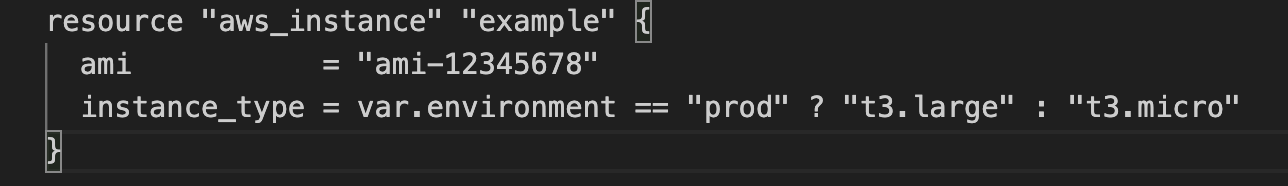 resource "aws_instance" "example" {
  ami           = "ami-12345678"
  instance_type = var.environment == "prod" ? "t3.large" : "t3.micro"
}